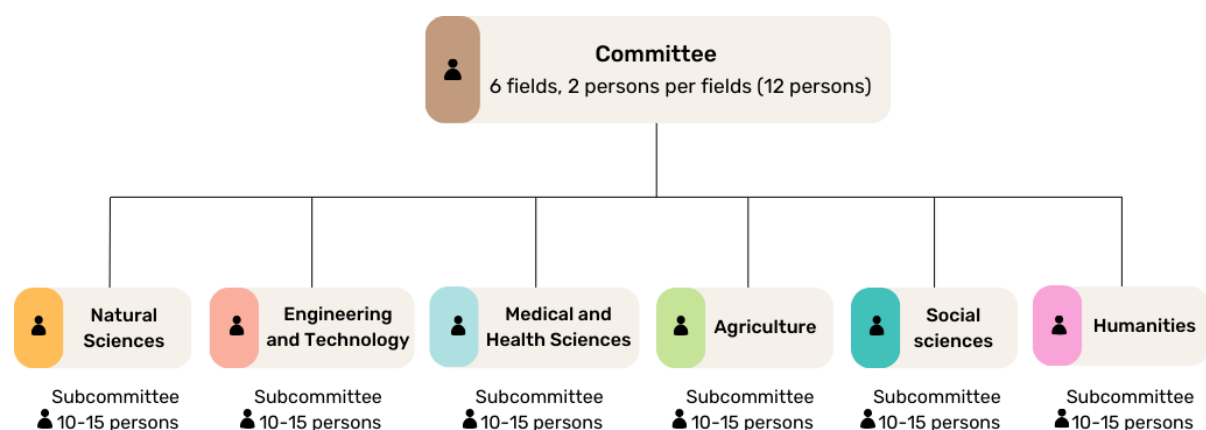 Committee
6 fields, 2 persons per fields (12 persons)
Natural
Sciences
Engineering
and Technology
Medical and
Health Sciences
Agriculture
Social
sciences
Humanities
Subcommittee
10-15 persons
Subcommittee
10-15 persons
Subcommittee
10-15 persons
Subcommittee
10-15 persons
Subcommittee
10-15 persons
Subcommittee
10-15 persons